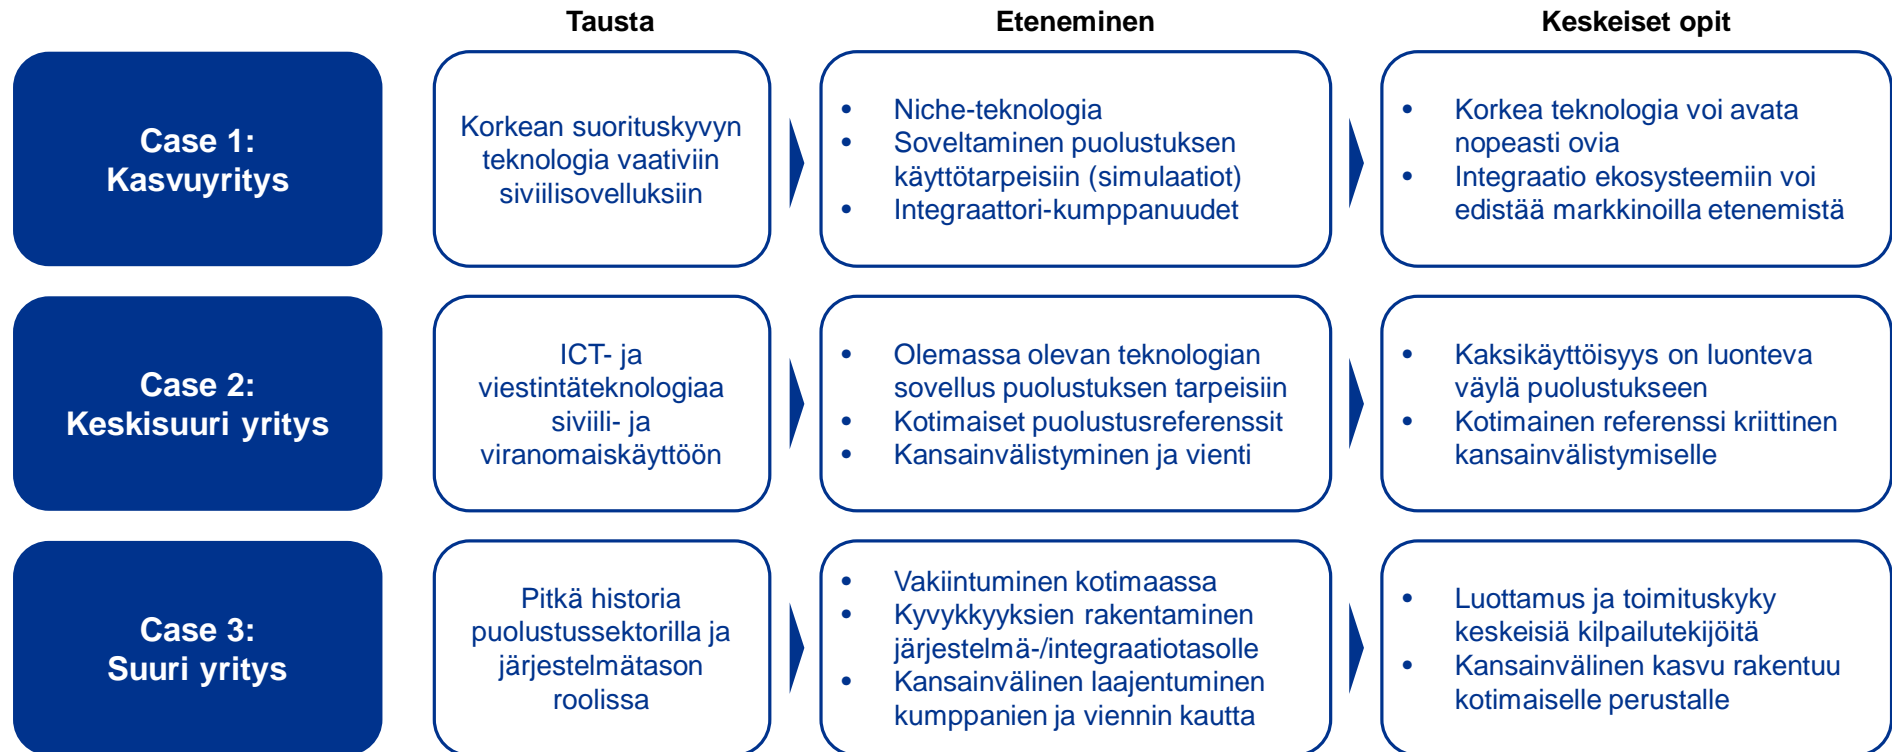 Tausta
Eteneminen
Keskeiset opit
Case 1:
Kasvuyritys
Korkean suorituskyvyn
teknologia vaativiin
siviilisovelluksiin
• Niche-teknologia
• Soveltaminen puolustuksen
käyttötarpeisiin (simulaatiot)
• Integraattori-kumppanuudet
• Korkea teknologia voi avata
nopeasti ovia
• Integraatio ekosysteemiin voi
edistää markkinoilla etenemistä
Case 2:
Keskisuuri yritys
ICT- ja
viestintäteknologiaa
siviili- ja
viranomaiskäyttöön
• Olemassa olevan teknologian
sovellus puolustuksen tarpeisiin
• Kotimaiset puolustusreferenssit
• Kansainvälistyminen ja vienti
• Kaksikäyttöisyys on luonteva
väylä puolustukseen
• Kotimainen referenssi kriittinen
kansainvälistymiselle
Case 3:
Suuri yritys
Pitkä historia
puolustussektorilla ja
järjestelmätason
roolissa
• Vakiintuminen kotimaassa
• Kyvykkyyksien rakentaminen
järjestelmä-/integraatiotasolle
• Kansainvälinen laajentuminen
kumppanien ja viennin kautta
• Luottamus ja toimituskyky
keskeisiä kilpailutekijöitä
• Kansainvälinen kasvu rakentuu
kotimaiselle perustalle